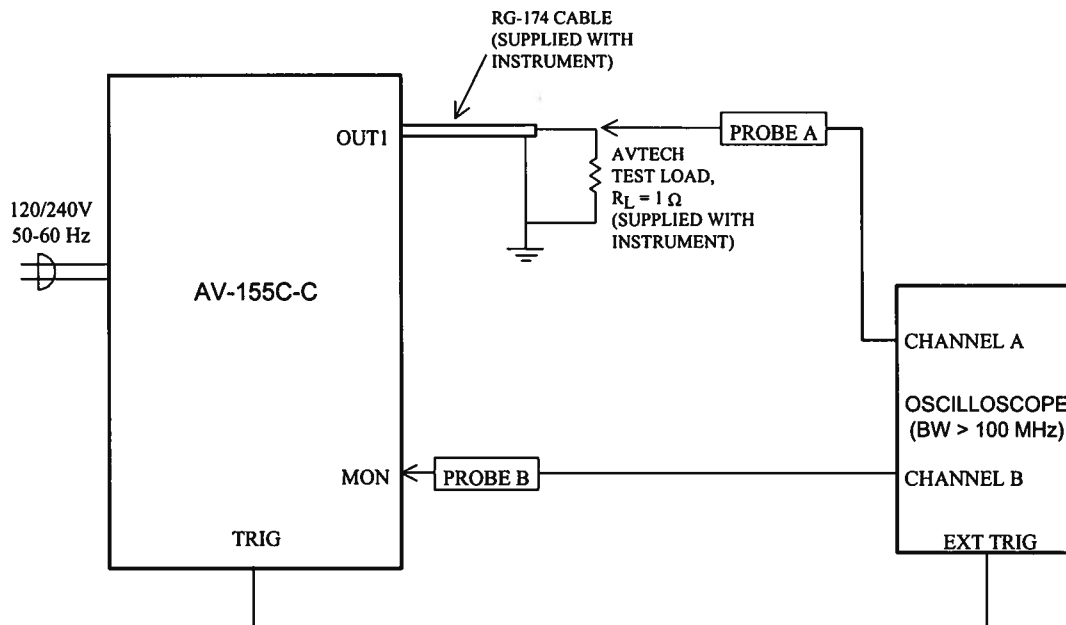 RG-174 CABLE
(SUPPLIED WITH
INSTRUMENT)
OUT1
PROBE A
AVTECH
TEST LOAD,
RL = 1 Ω
(SUPPLIED WITH
INSTRUMENT)
120/240V
50-60 Hz
AV-155C-C
CHANNEL A
OSCILLOSCOPE
(BW > 100 MHz)
MON
PROBE B
CHANNEL B
TRIG
EXT TRIG